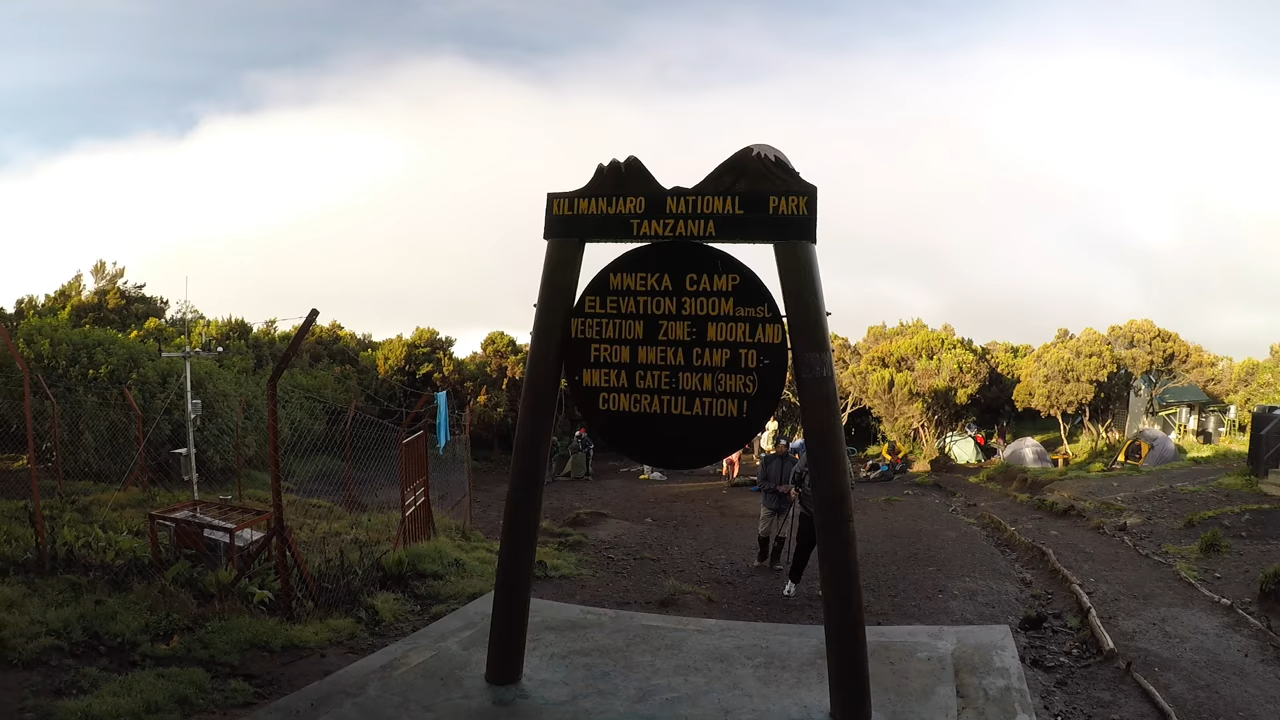 KILIMANJARO NATIONAL PARK
TANZANIA
MWEKA CAMP
ELEVATION 3100M amsl
VEGETATION ZONE: MOORLAND
FROM MWEKA CAMP TO:-
MWEKA GATE: 10KM (3HRS)
CONGRATULATION!